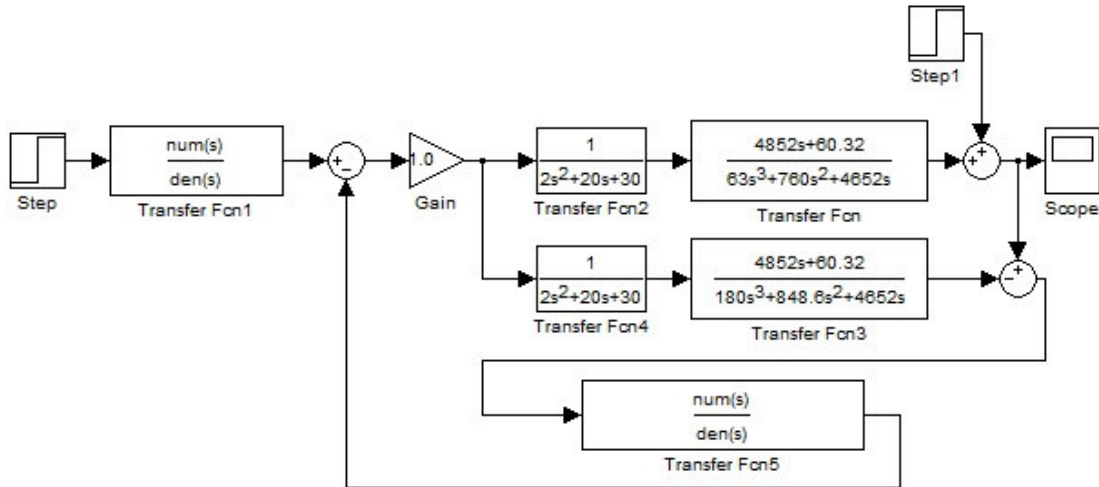 Step1
num(s)
den(s)
Step
Transfer Fcn1
+
−
1.0
Gain
1
2s²+20s+30
Transfer Fcn2
4852s+60.32
63s³+760s²+4652s
Transfer Fcn
+
+
Scope
1
2s²+20s+30
Transfer Fcn4
4852s+60.32
180s³+848.6s²+4652s
Transfer Fcn3
+
−
num(s)
den(s)
Transfer Fcn5